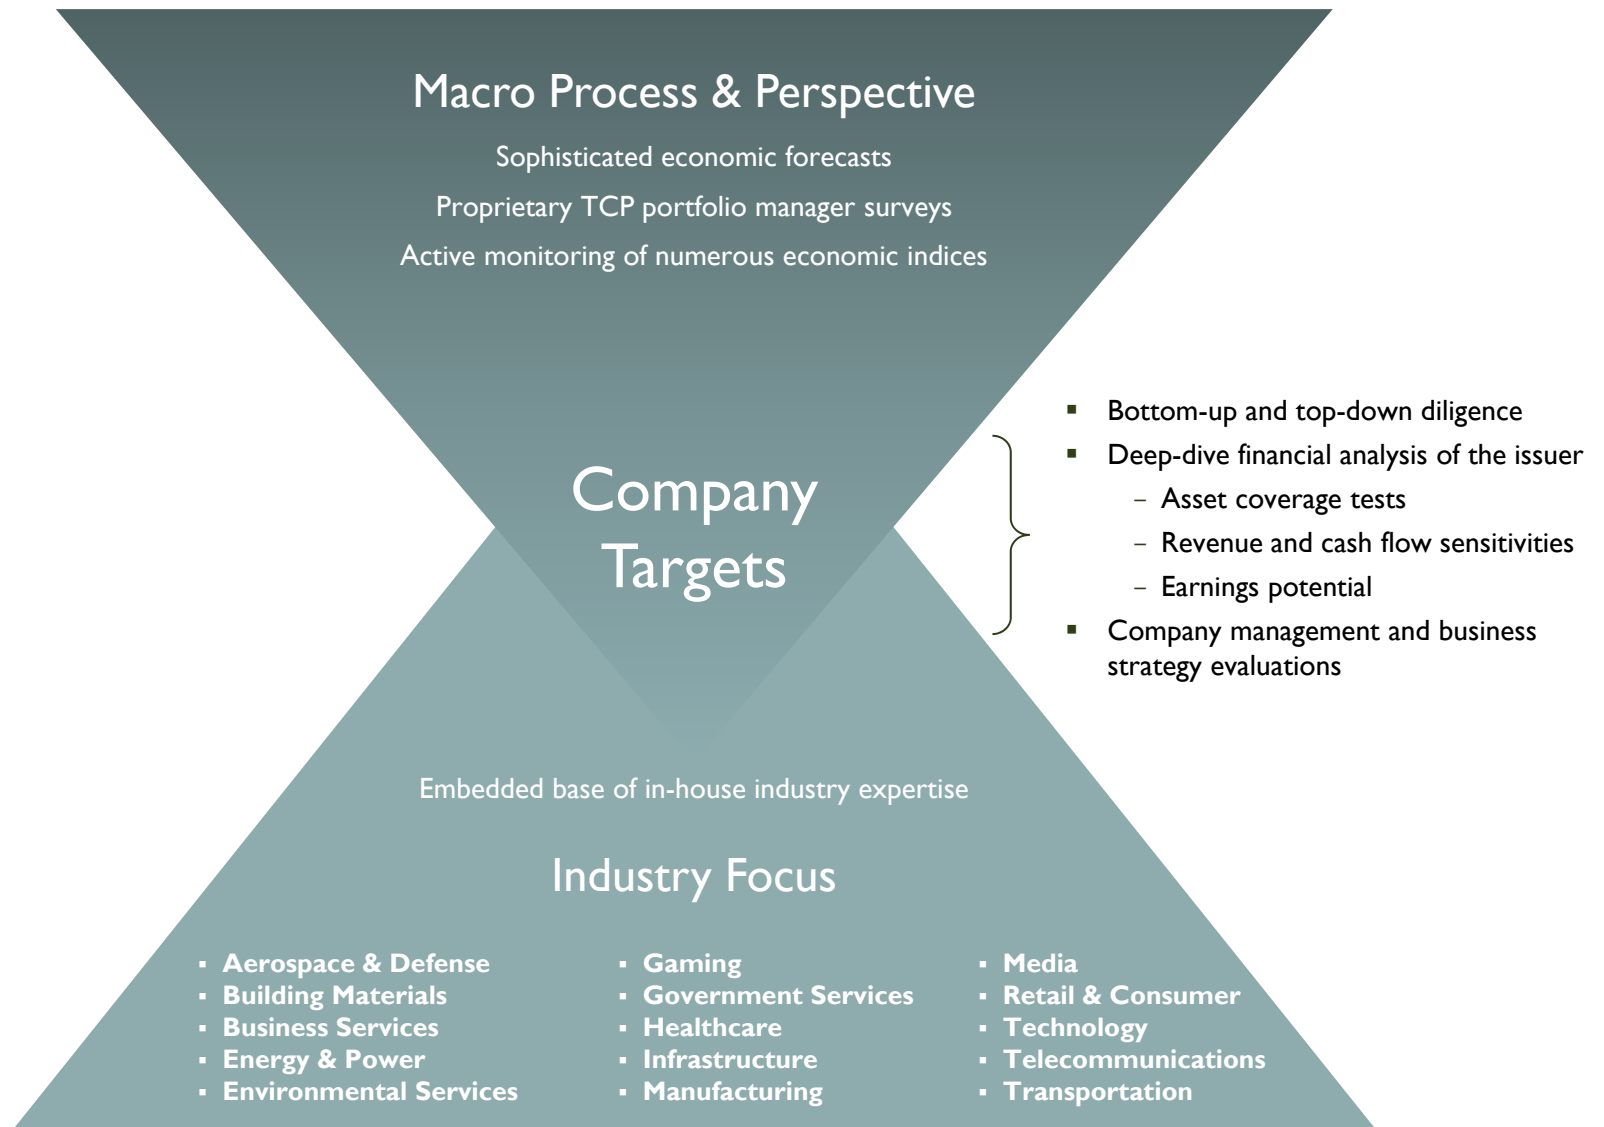 Macro Process & Perspective
Sophisticated economic forecasts
Proprietary TCP portfolio manager surveys
Active monitoring of numerous economic indices
Company
Targets
▪ Bottom-up and top-down diligence
▪ Deep-dive financial analysis of the issuer
– Asset coverage tests
– Revenue and cash flow sensitivities
– Earnings potential
▪ Company management and business
strategy evaluations
Embedded base of in-house industry expertise
Industry Focus
▪ Aerospace & Defense
▪ Building Materials
▪ Business Services
▪ Energy & Power
▪ Environmental Services
▪ Gaming
▪ Government Services
▪ Healthcare
▪ Infrastructure
▪ Manufacturing
▪ Media
▪ Retail & Consumer
▪ Technology
▪ Telecommunications
▪ Transportation